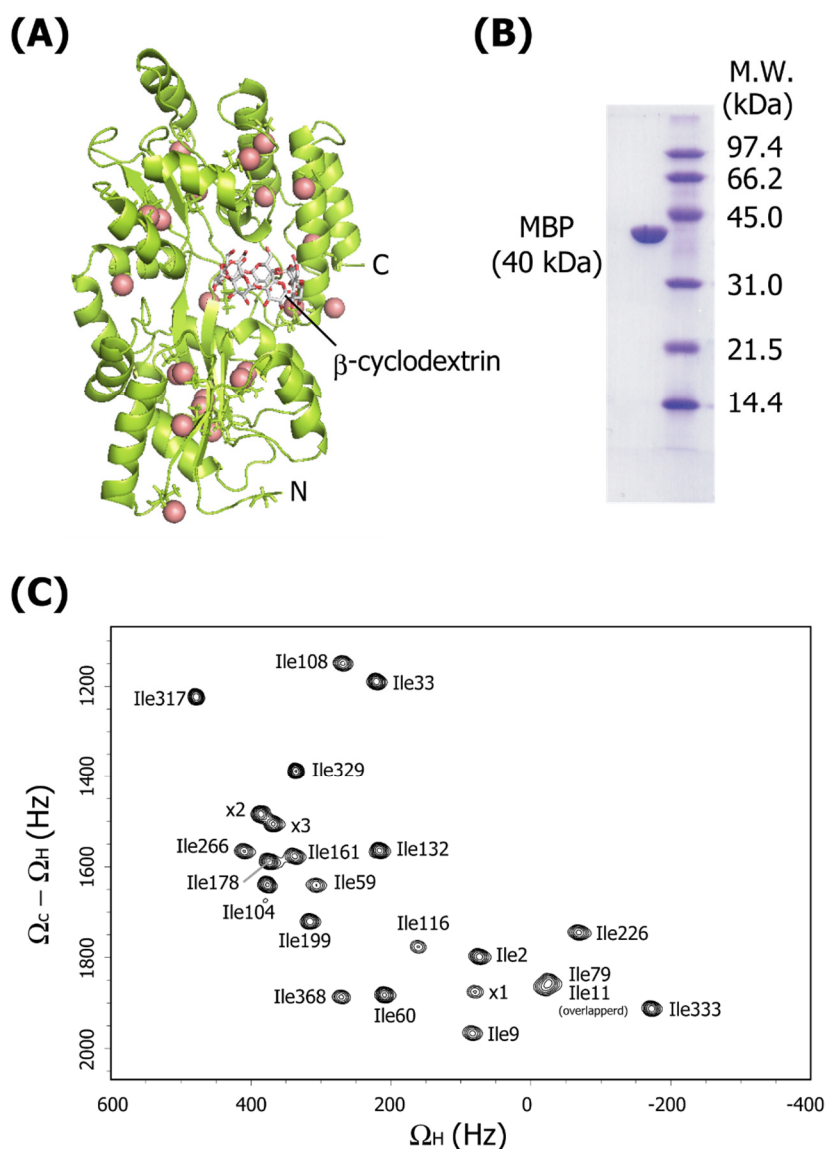 (A)
C
β-cyclodextrin
N
(B)
M.W.
(kDa)
97.4
66.2
45.0
MBP
(40 kDa)
31.0
21.5
14.4
(C)
Ωc – ΩH (Hz)
1200
1400
1600
1800
2000
Ile108
Ile33
Ile317
Ile329
x2
x3
Ile266
Ile161
Ile132
Ile178
Ile59
Ile104
Ile199
Ile116
Ile226
Ile2
Ile79
Ile11
(overlapperd)
x1
Ile368
Ile60
Ile333
Ile9
600
400
200
0
-200
-400
ΩH (Hz)